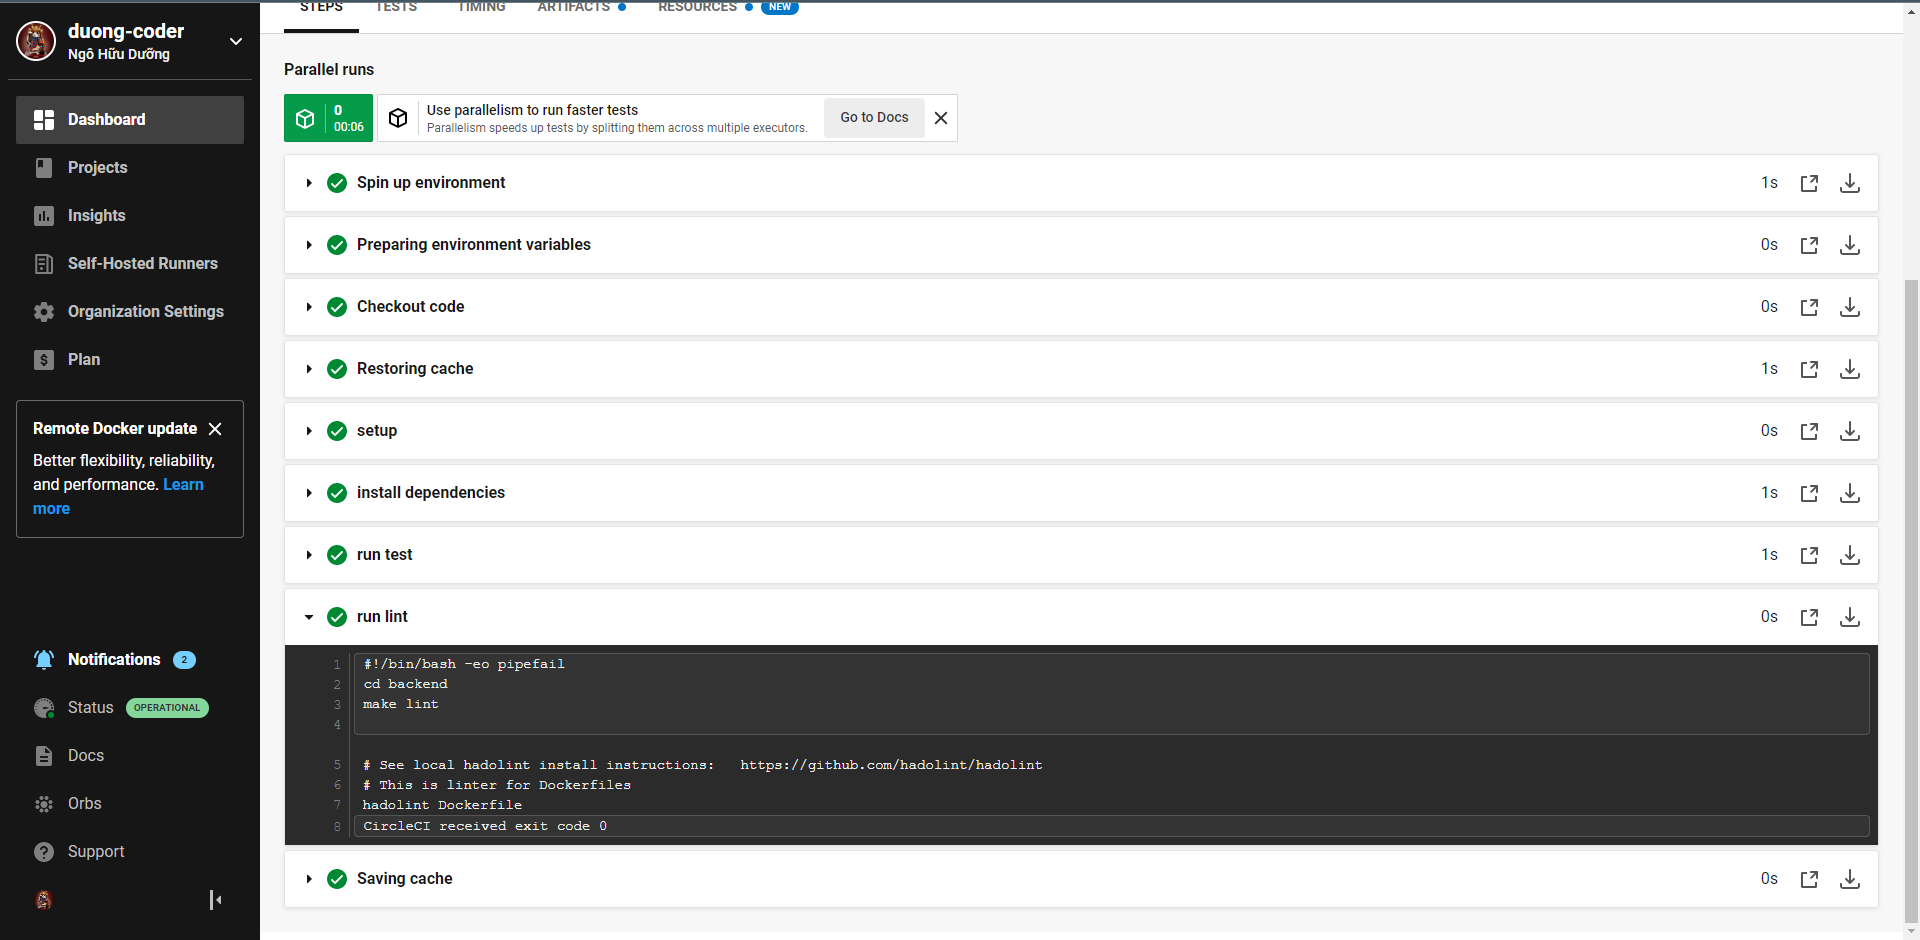 duong-coder
Ngô Hữu Dưỡng
Dashboard
Projects
Insights
Self-Hosted Runners
Organization Settings
$ Plan
Remote Docker update
Better flexibility, reliability,
and performance. Learn
more
Notifications 2
Status OPERATIONAL
Docs
Orbs
? Support
STEPS TESTS TIMING ARTIFACTS RESOURCES NEW
Parallel runs
0
00:06
Use parallelism to run faster tests
Parallelism speeds up tests by splitting them across multiple executors.
Go to Docs
Spin up environment 1s
Preparing environment variables 0s
Checkout code 0s
Restoring cache 1s
setup 0s
install dependencies 1s
run test 1s
run lint 0s
1 #!/bin/bash -eo pipefail
2 cd backend
3 make lint
4
5 # See local hadolint install instructions:   https://github.com/hadolint/hadolint
6 # This is linter for Dockerfiles
7 hadolint Dockerfile
8 CircleCI received exit code 0
Saving cache 0s